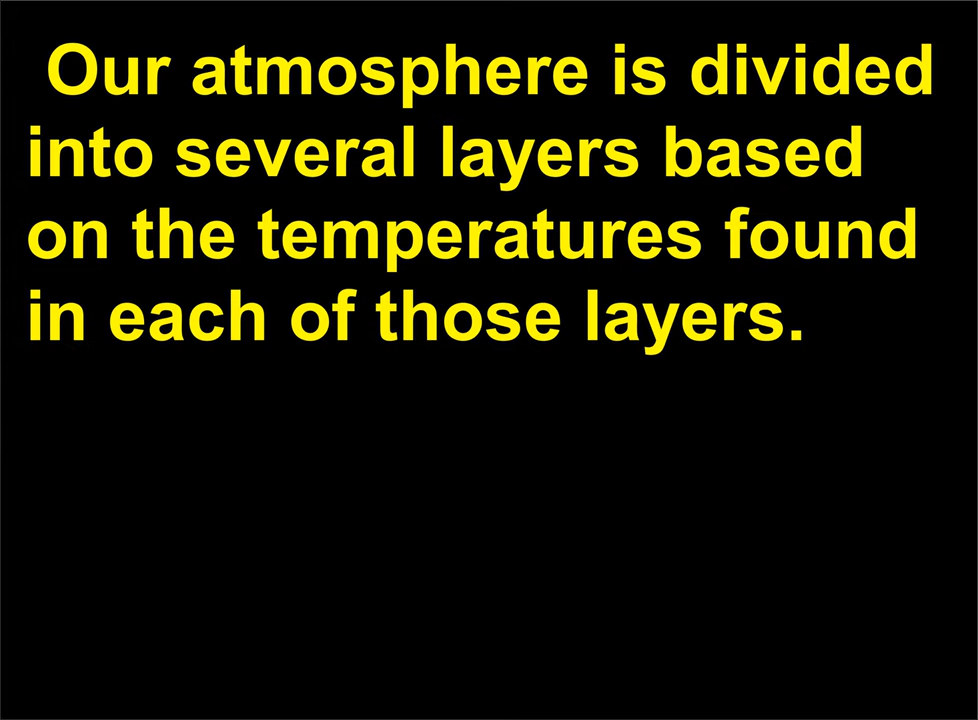 Our atmosphere is divided
into several layers based
on the temperatures found
in each of those layers.